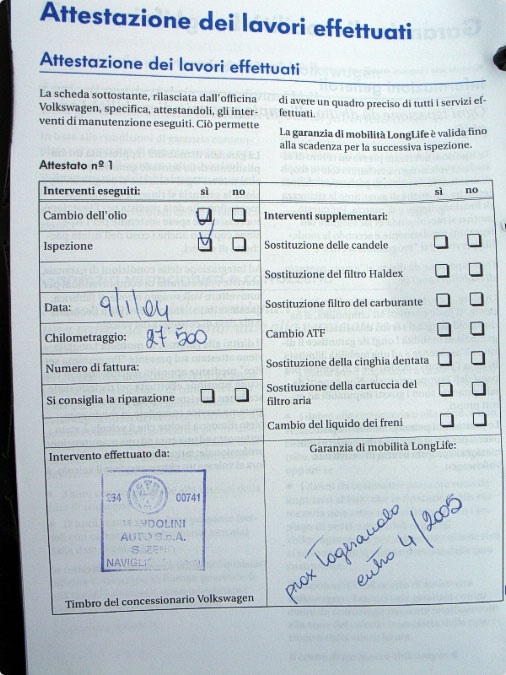 Attestazione dei lavori effettuati
Attestazione dei lavori effettuati
La scheda sottostante, rilasciata dall'officina
Volkswagen, specifica, attestandoli, gli inter-
venti di manutenzione eseguiti. Ciò permette
di avere un quadro preciso di tutti i servizi ef-
fettuati.
La garanzia di mobilità LongLife è valida fino
alla scadenza per la successiva ispezione.
Attestato nº 1
Interventi eseguiti: sì no
Cambio dell'olio
Ispezione
Data: 9/1/04
Chilometraggio: 27 500
Numero di fattura:
Si consiglia la riparazione
sì no
Interventi supplementari:
Sostituzione delle candele
Sostituzione del filtro Haldex
Sostituzione filtro del carburante
Cambio ATF
Sostituzione della cinghia dentata
Sostituzione della cartuccia del
filtro aria
Cambio del liquido dei freni
Intervento effettuato da:
234 00741
MANDOLINI
AUTO S.p.A.
S. ZENO
Timbro del concessionario Volkswagen
Garanzia di mobilità LongLife:
prox
entro 4/2005